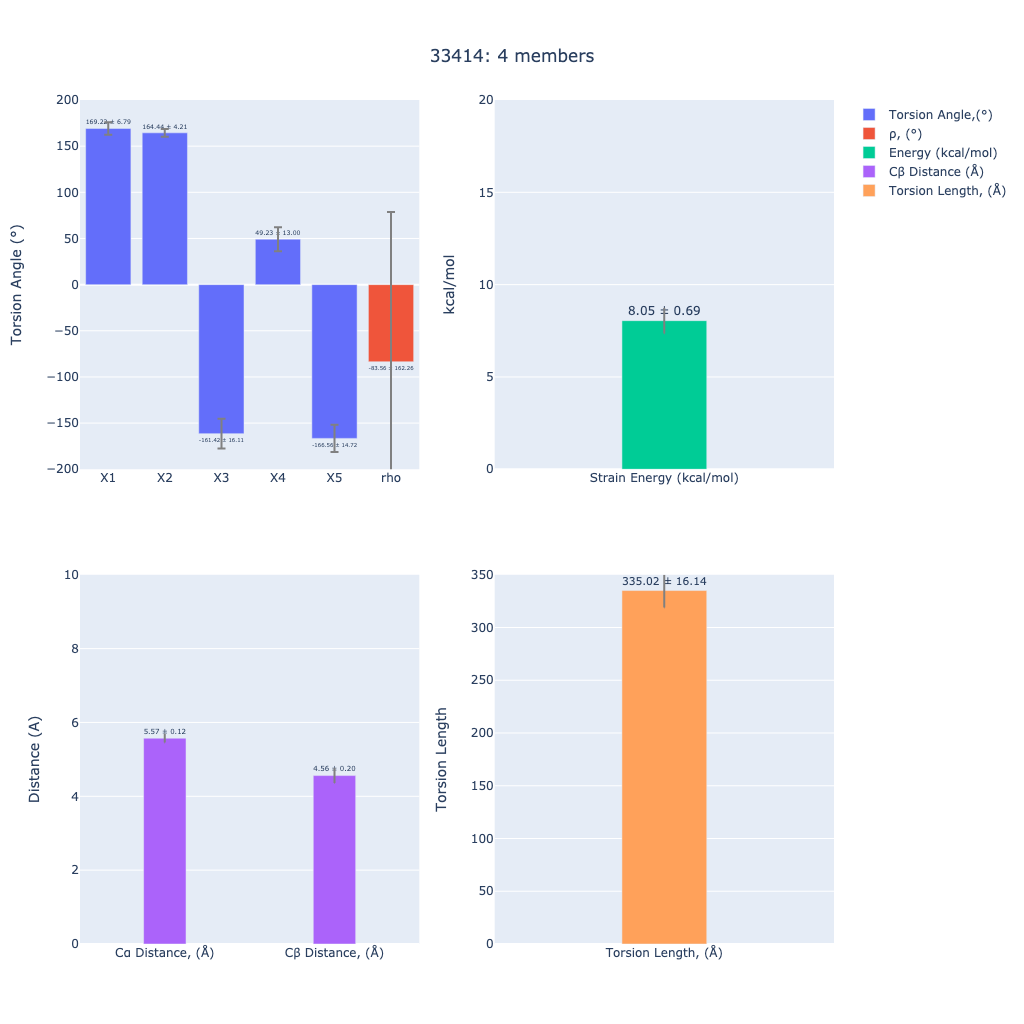 33414: 4 members
Torsion Angle (°)
200
150
100
50
0
−50
−100
−150
−200
169.22 ± 6.79
164.44 ± 4.21
-161.42 ± 16.11
49.23 ± 13.00
-166.56 ± 14.72
-83.56 ± 162.26
X1
X2
X3
X4
X5
rho
kcal/mol
20
15
10
5
0
8.05 ± 0.69
Strain Energy (kcal/mol)
Torsion Angle,(°)
ρ, (°)
Energy (kcal/mol)
Cβ Distance (Å)
Torsion Length, (Å)
Distance (A)
10
8
6
4
2
0
5.57 ± 0.12
4.56 ± 0.20
Cα Distance, (Å)
Cβ Distance, (Å)
Torsion Length
350
300
250
200
150
100
50
0
335.02 ± 16.14
Torsion Length, (Å)